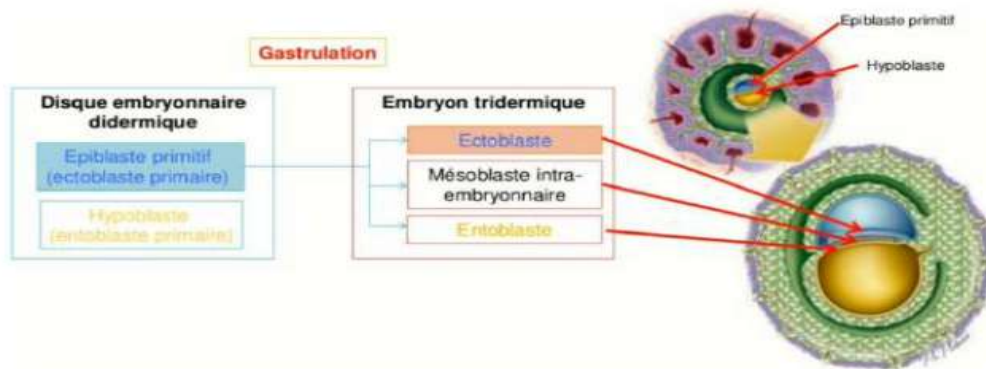 Gastrulation
Disque embryonnaire
didermique
Epiblaste primitif
(ectoblaste primaire)
Hypoblaste
(entoblaste primaire)
Embryon tridermique
Ectoblaste
Mésoblaste intra-
embryonnaire
Entoblaste
Epiblaste primitif
Hypoblaste